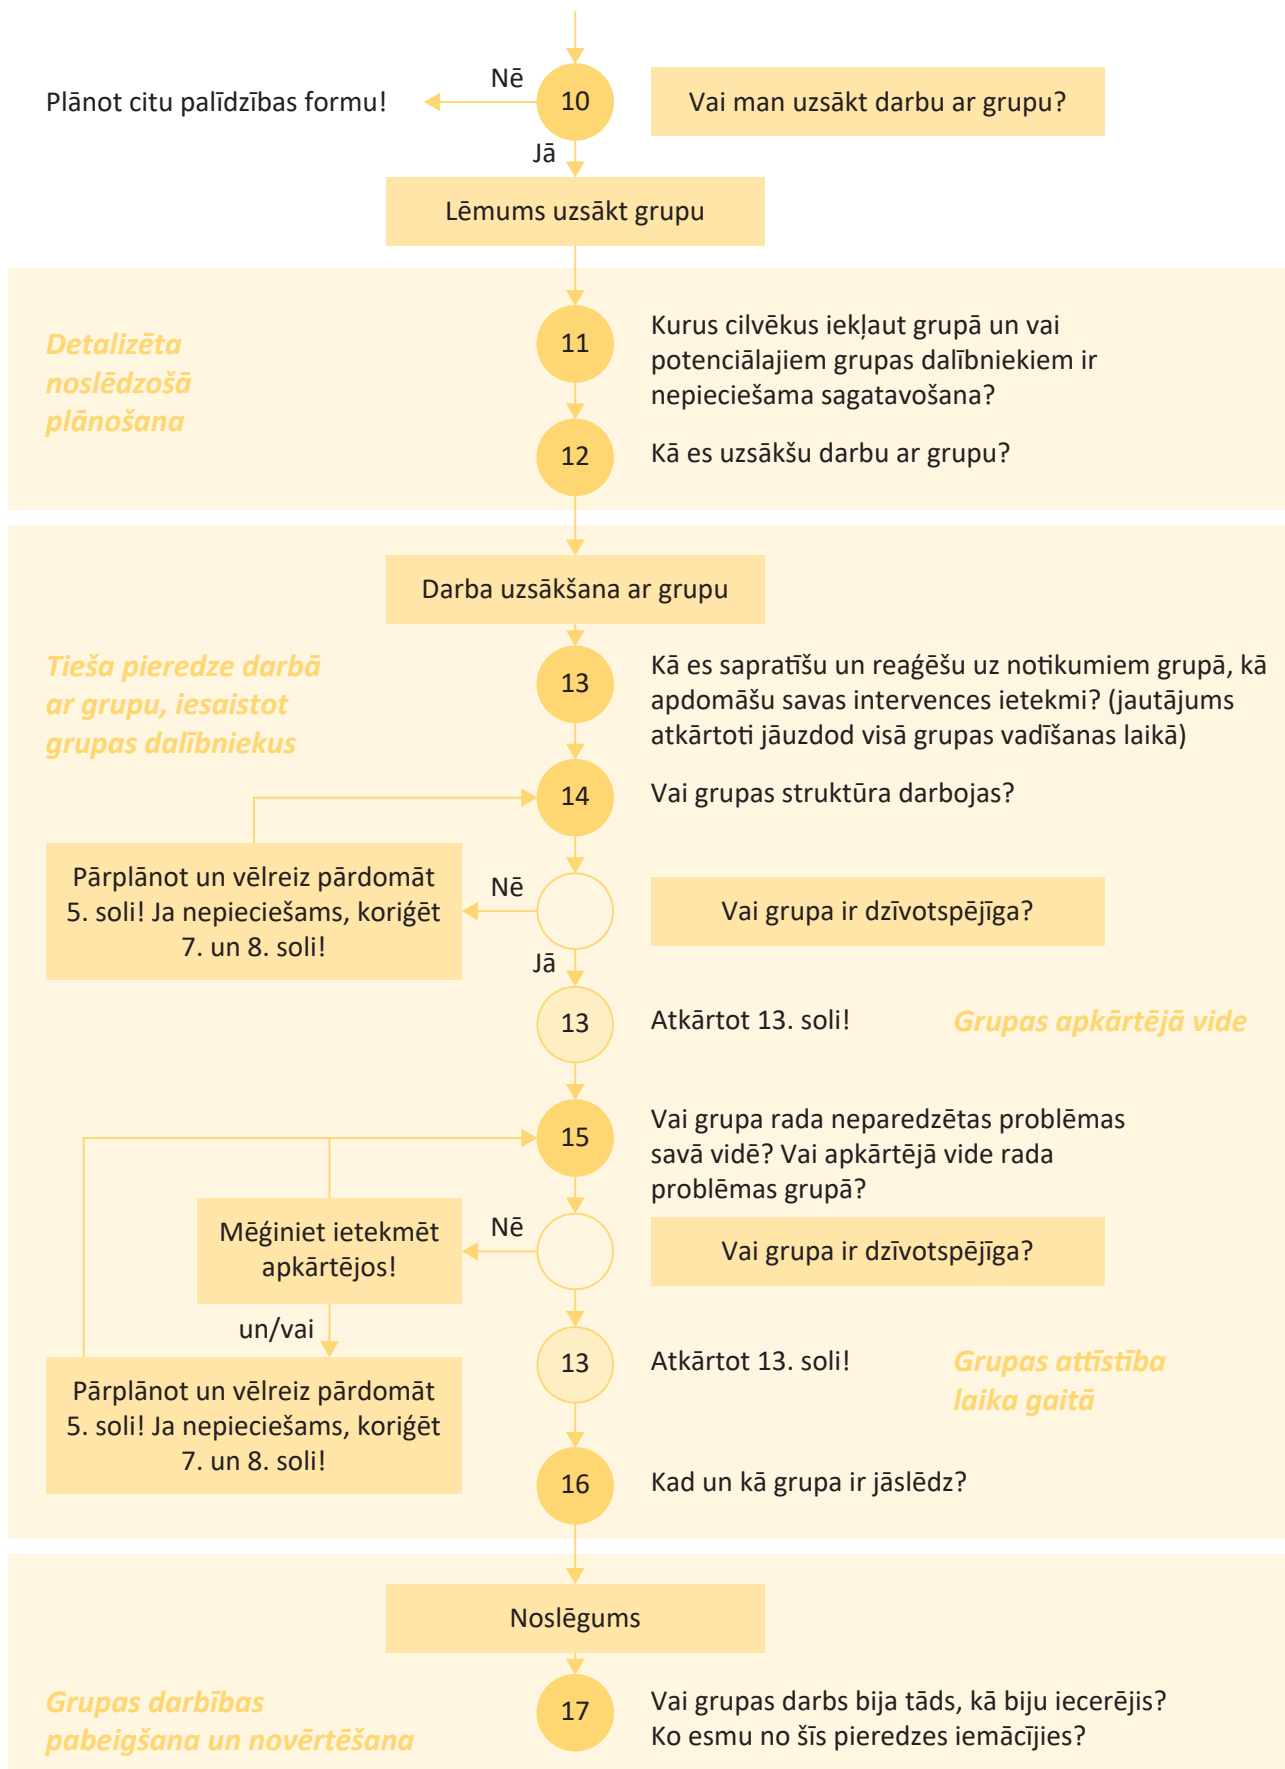 Nē
Plānot citu palīdzības formu!
10
Vai man uzsākt darbu ar grupu?
Jā
Lēmums uzsākt grupu
Detalizēta
noslēdzošā
plānošana
11
Kurus cilvēkus iekļaut grupā un vai
potenciālajiem grupas dalībniekiem ir
nepieciešama sagatavošana?
12
Kā es uzsākšu darbu ar grupu?
Darba uzsākšana ar grupu
Tieša pieredze darbā
ar grupu, iesaistot
grupas dalībniekus
13
Kā es sapratīšu un reaģēšu uz notikumiem grupā, kā
apdomāšu savas intervences ietekmi? (jautājums
atkārtoti jāuzdod visā grupas vadīšanas laikā)
14
Vai grupas struktūra darbojas?
Pārplānot un vēlreiz pārdomāt
5. soli! Ja nepieciešams, koriģēt
7. un 8. soli!
Nē
Vai grupa ir dzīvotspējīga?
Jā
13
Atkārtot 13. soli!
Grupas apkārtējā vide
15
Vai grupa rada neparedzētas problēmas
savā vidē? Vai apkārtējā vide rada
problēmas grupā?
Mēģiniet ietekmēt
apkārtējos!
Nē
Vai grupa ir dzīvotspējīga?
un/vai
13
Atkārtot 13. soli!
Grupas attīstība
laika gaitā
Pārplānot un vēlreiz pārdomāt
5. soli! Ja nepieciešams, koriģēt
7. un 8. soli!
16
Kad un kā grupa ir jāslēdz?
Noslēgums
Grupas darbības
pabeigšana un novērtēšana
17
Vai grupas darbs bija tāds, kā biju iecerējis?
Ko esmu no šīs pieredzes iemācījies?